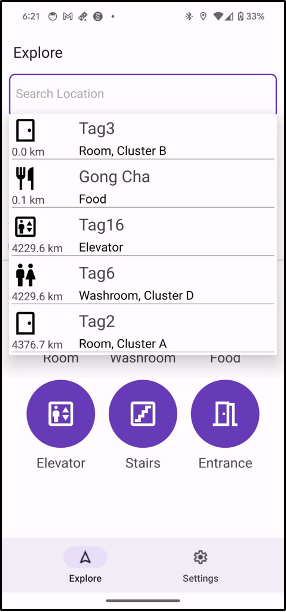 6:21
33%
Explore
Search Location
Tag3
0.0 km Room, Cluster B
Gong Cha
0.1 km Food
Tag16
4229.6 km Elevator
Tag6
4229.6 km Washroom, Cluster D
Tag2
4376.7 km Room, Cluster A
Room Washroom Food
Elevator Stairs Entrance
Explore Settings